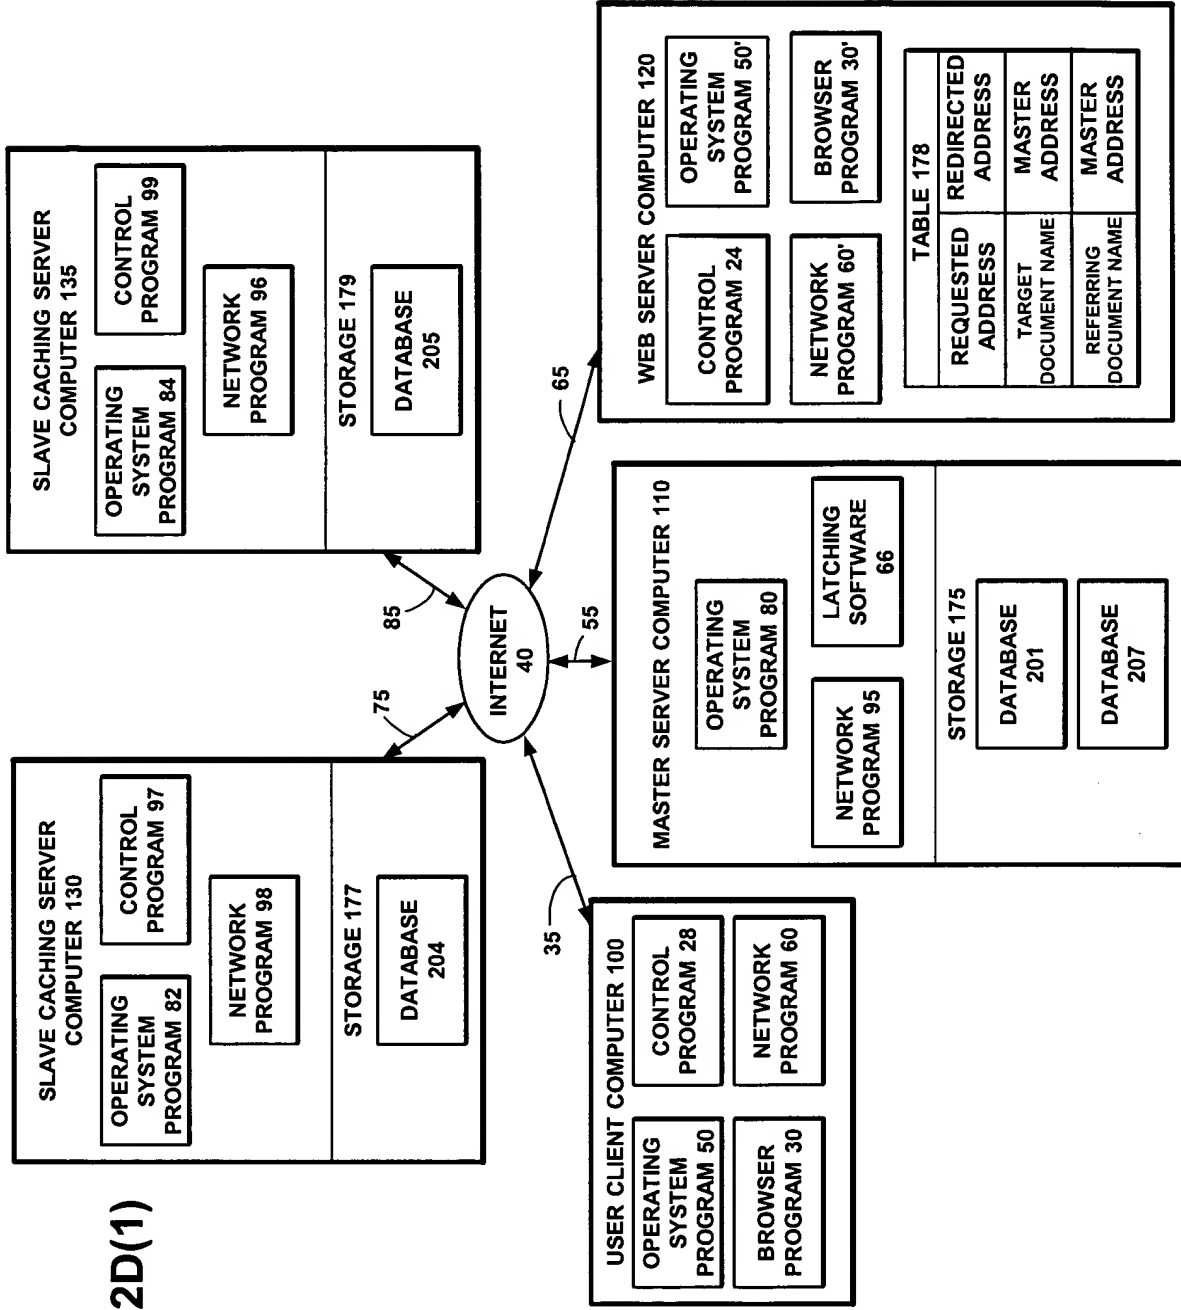 2D(1)
SLAVE CACHING SERVER
COMPUTER 130
OPERATING
SYSTEM
PROGRAM 82
CONTROL
PROGRAM 97
NETWORK
PROGRAM 98
STORAGE 177
DATABASE
204
SLAVE CACHING SERVER
COMPUTER 135
OPERATING
SYSTEM
PROGRAM 84
CONTROL
PROGRAM 99
NETWORK
PROGRAM 96
STORAGE 179
DATABASE
205
75
85
INTERNET
40
35
55
65
USER CLIENT COMPUTER 100
OPERATING
SYSTEM
PROGRAM 50
CONTROL
PROGRAM 28
BROWSER
PROGRAM 30
NETWORK
PROGRAM 60
MASTER SERVER COMPUTER 110
OPERATING
SYSTEM
PROGRAM 80
NETWORK
PROGRAM 95
LATCHING
SOFTWARE
66
STORAGE 175
DATABASE
201
DATABASE
207
WEB SERVER COMPUTER 120
CONTROL
PROGRAM 24
OPERATING
SYSTEM
PROGRAM 50'
NETWORK
PROGRAM 60'
BROWSER
PROGRAM 30'
TABLE 178
REQUESTED
ADDRESS
REDIRECTED
ADDRESS
TARGET
DOCUMENT NAME
MASTER
ADDRESS
REFERRING
DOCUMENT NAME
MASTER
ADDRESS